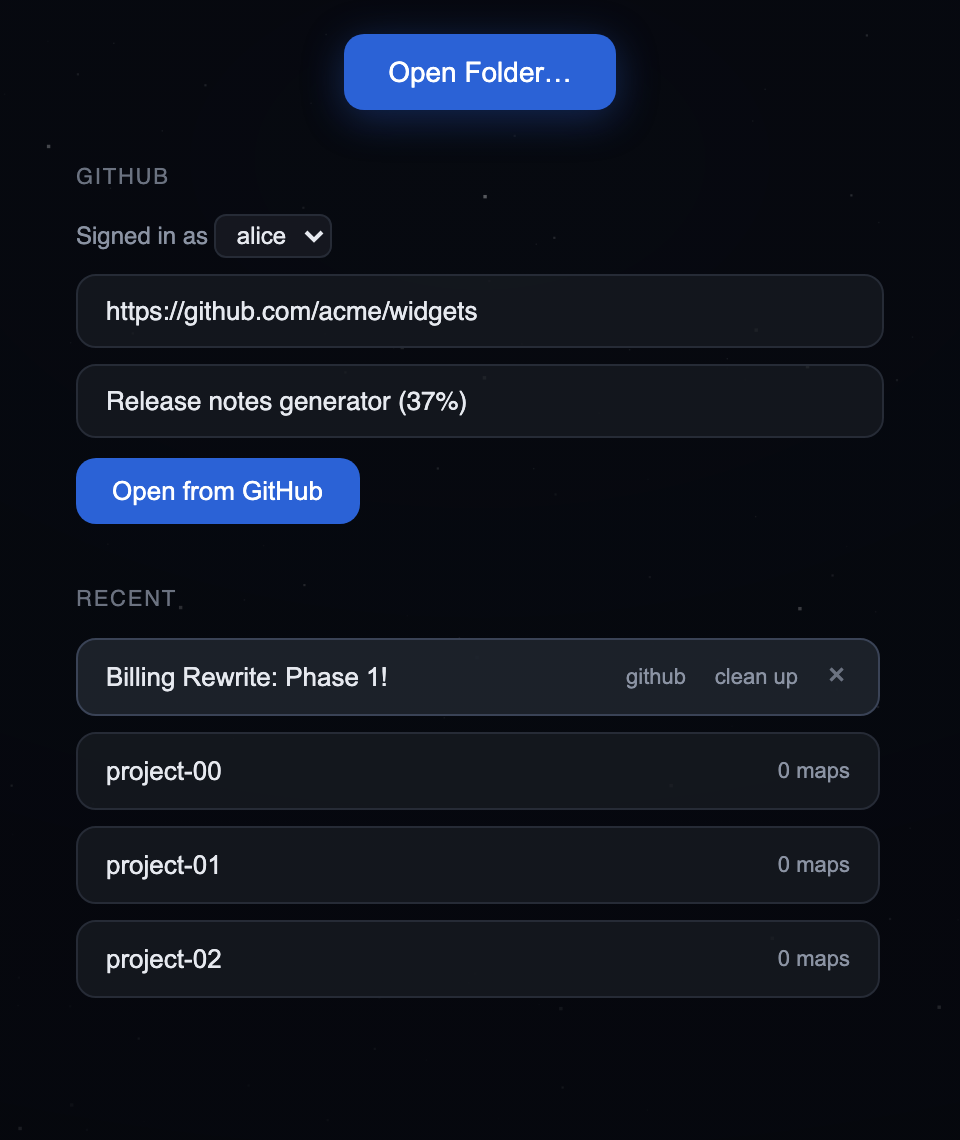 Open Folder…
GITHUB
Signed in as alice
https://github.com/acme/widgets
Release notes generator (37%)
Open from GitHub
RECENT
Billing Rewrite: Phase 1! github clean up ×
project-00 0 maps
project-01 0 maps
project-02 0 maps